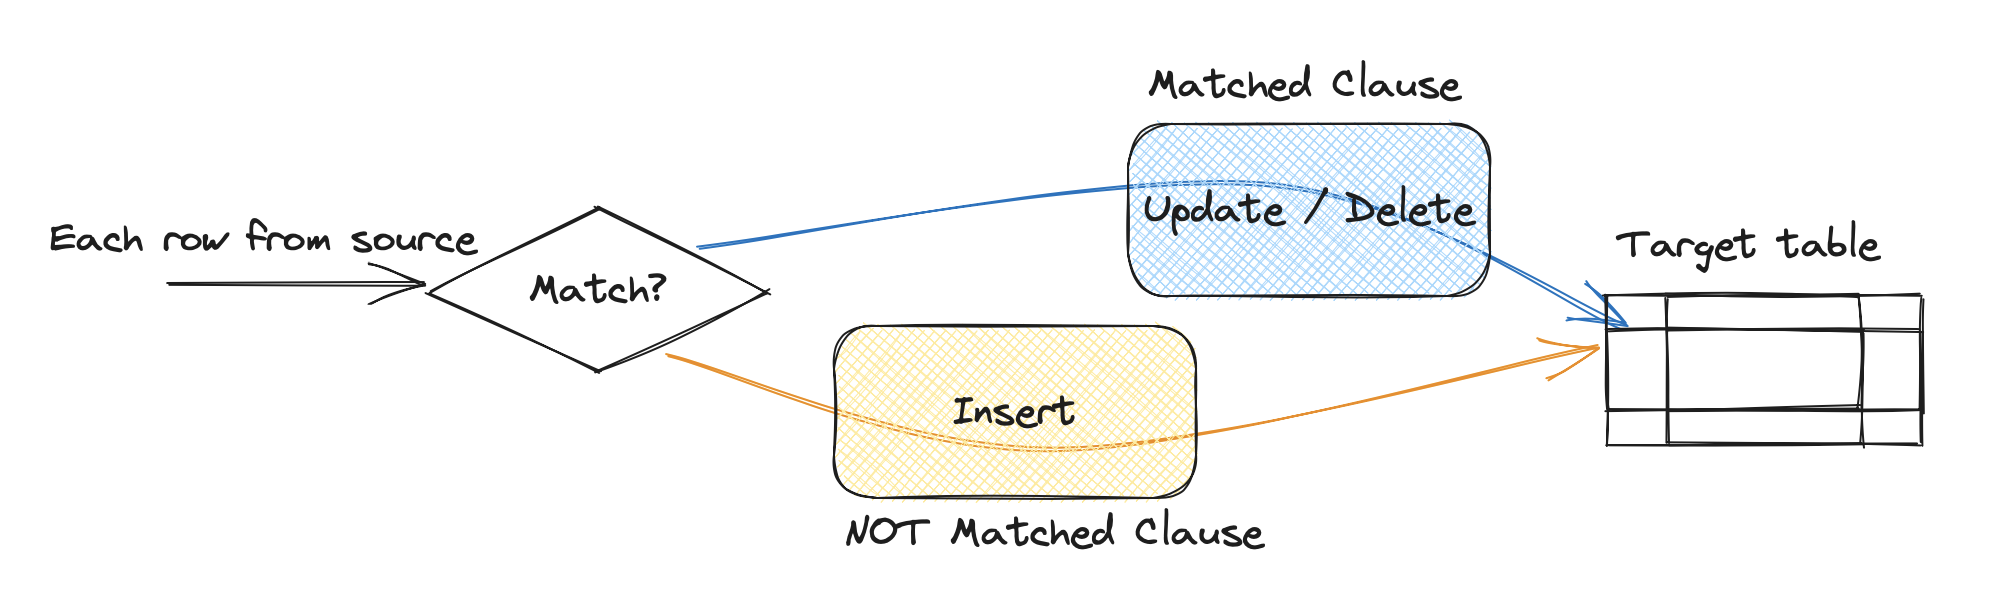 Matched Clause
Update / Delete
Each row from source
Match?
Target table
Insert
NOT Matched Clause